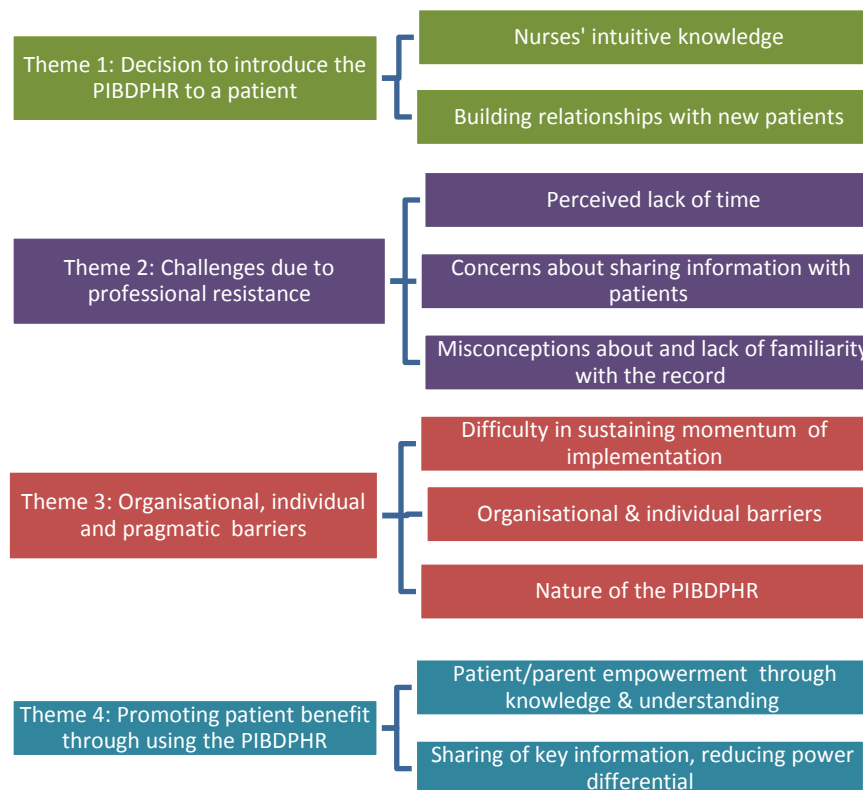 Theme 1: Decision to introduce the
PIBDPHR to a patient
Nurses' intuitive knowledge
Building relationships with new patients
Theme 2: Challenges due to
professional resistance
Perceived lack of time
Concerns about sharing information with
patients
Misconceptions about and lack of familiarity
with the record
Theme 3: Organisational, individual
and pragmatic barriers
Difficulty in sustaining momentum of
implementation
Organisational & individual barriers
Nature of the PIBDPHR
Theme 4: Promoting patient benefit
through using the PIBDPHR
Patient/parent empowerment through
knowledge & understanding
Sharing of key information, reducing power
differential